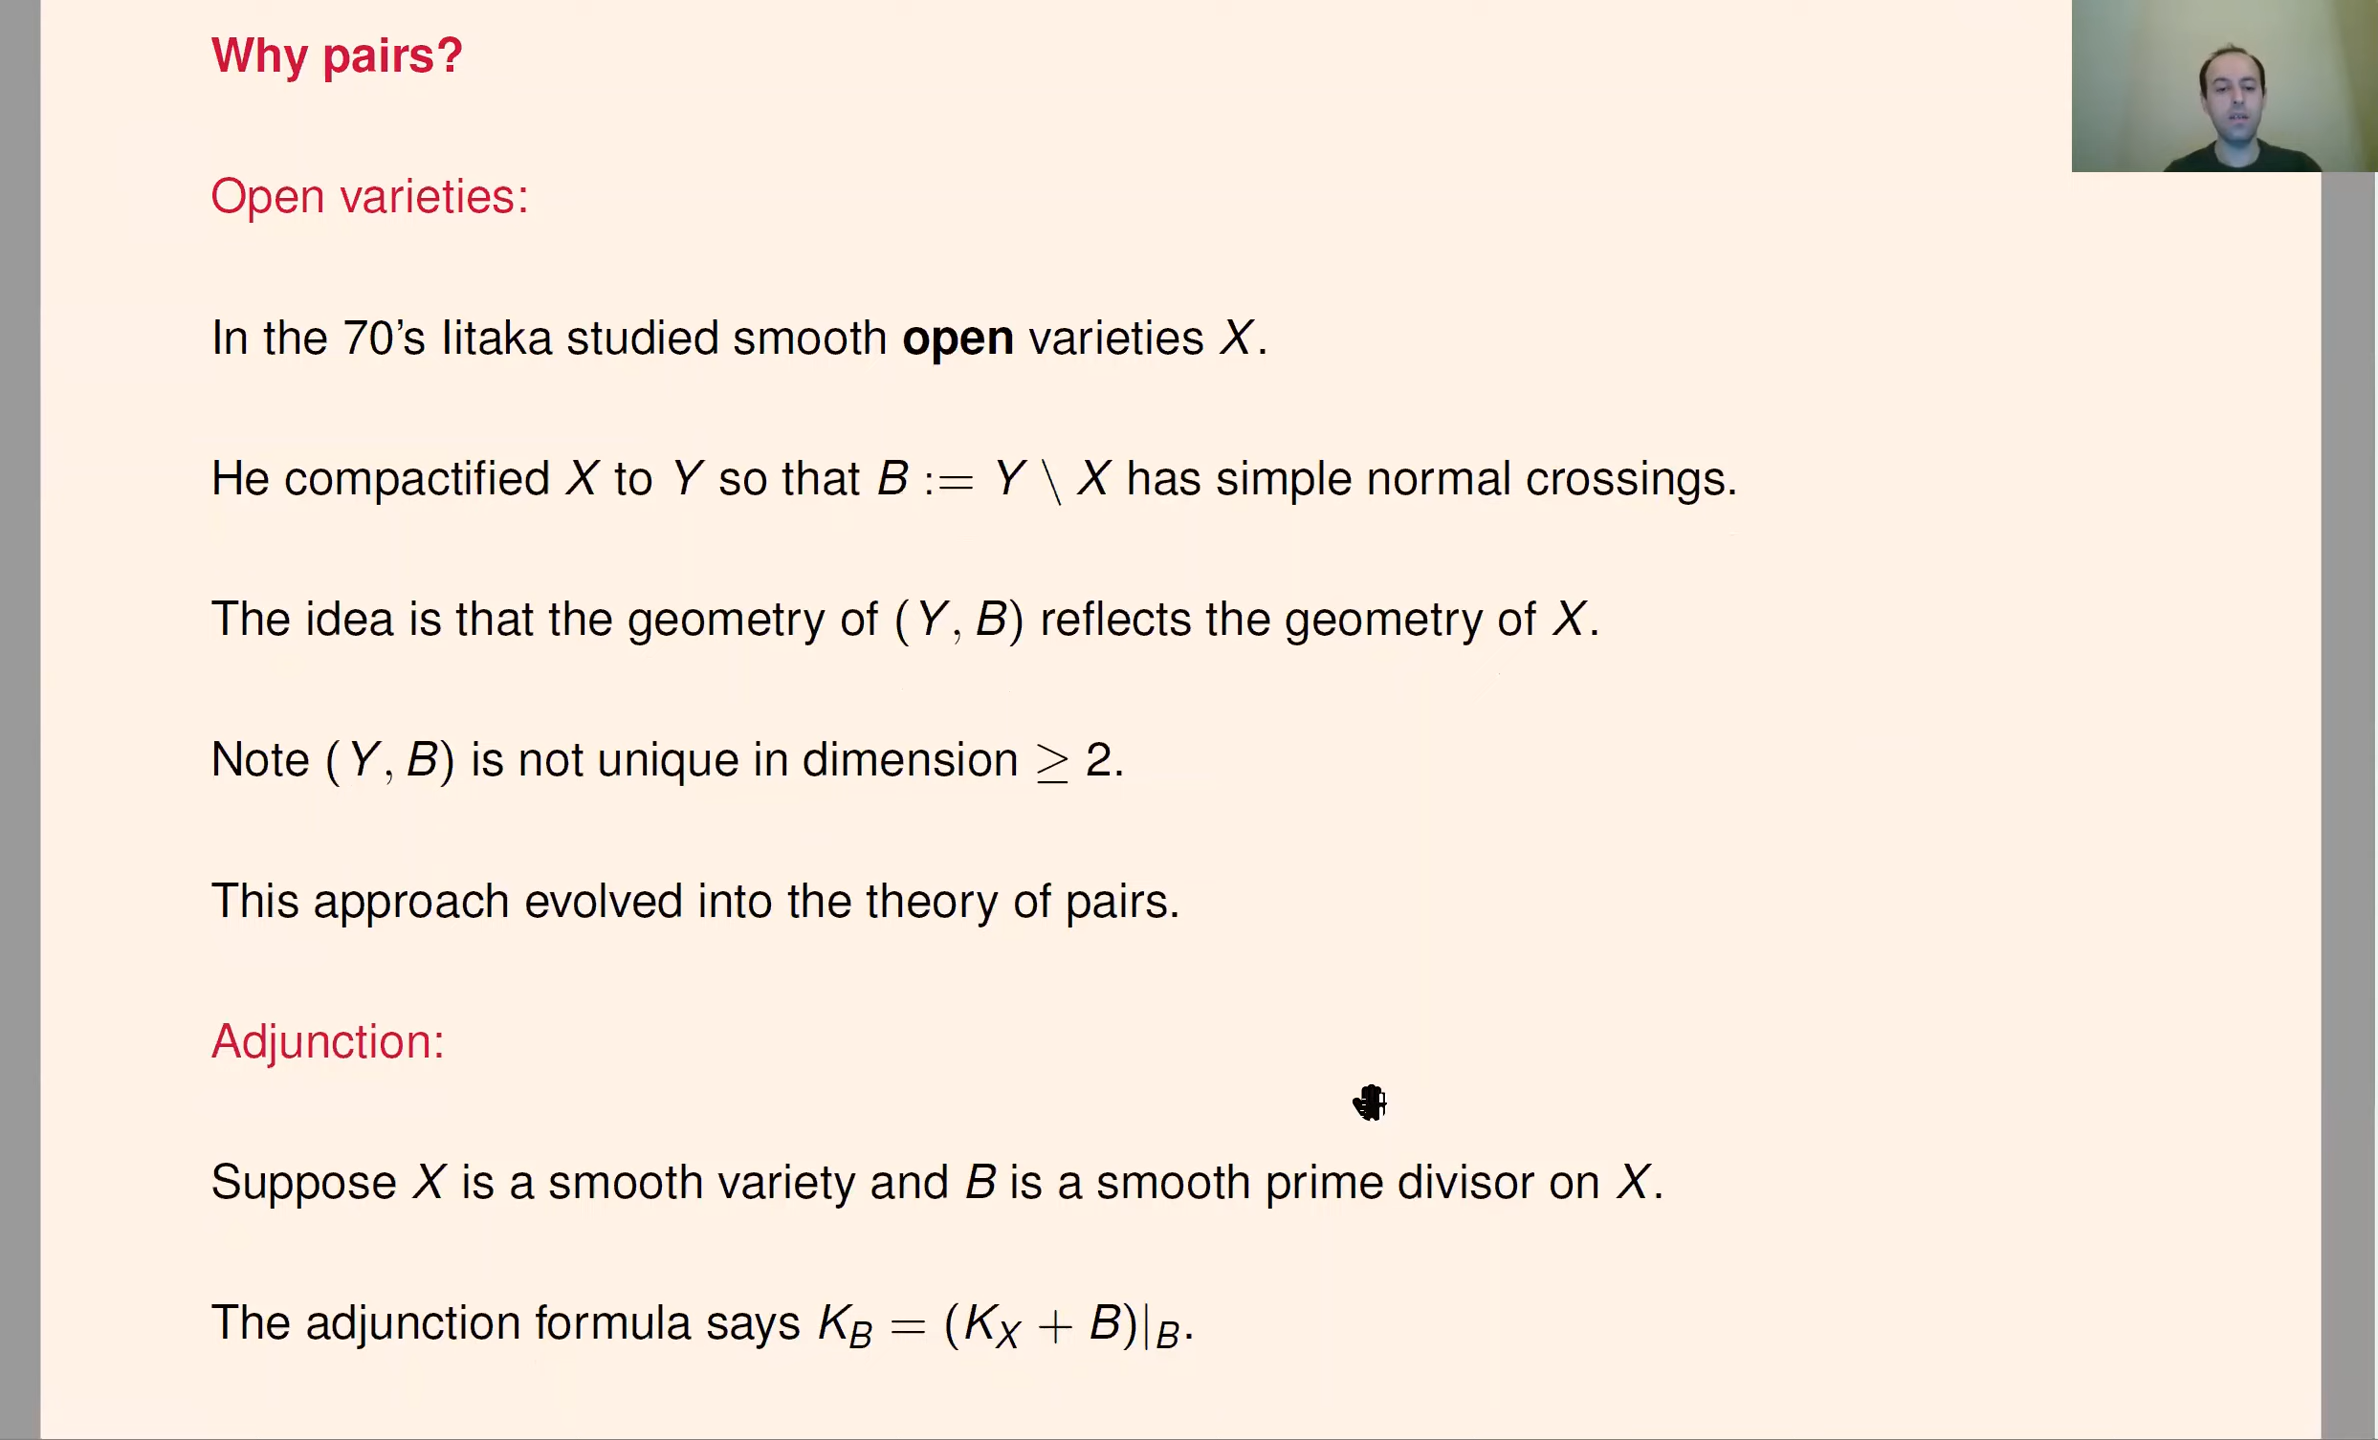 Why pairs?
Open varieties:
In the 70's Iitaka studied smooth open varieties X.
He compactified X to Y so that B := Y \ X has simple normal crossings.
The idea is that the geometry of (Y, B) reflects the geometry of X.
Note (Y, B) is not unique in dimension ≥ 2.
This approach evolved into the theory of pairs.
Adjunction:
Suppose X is a smooth variety and B is a smooth prime divisor on X.
The adjunction formula says K_B = (K_X + B)|_B.